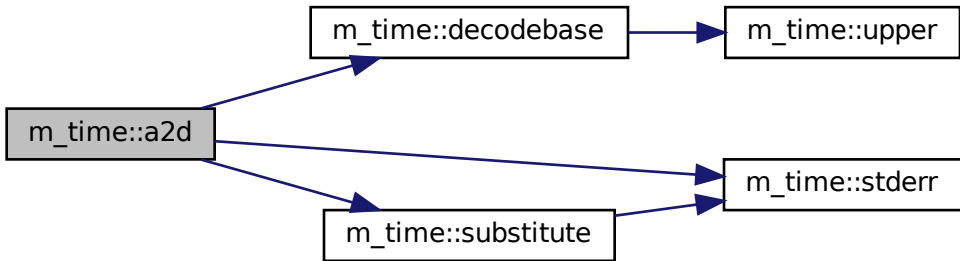 m_time::decodebase
m_time::upper
m_time::a2d
m_time::stderr
m_time::substitute